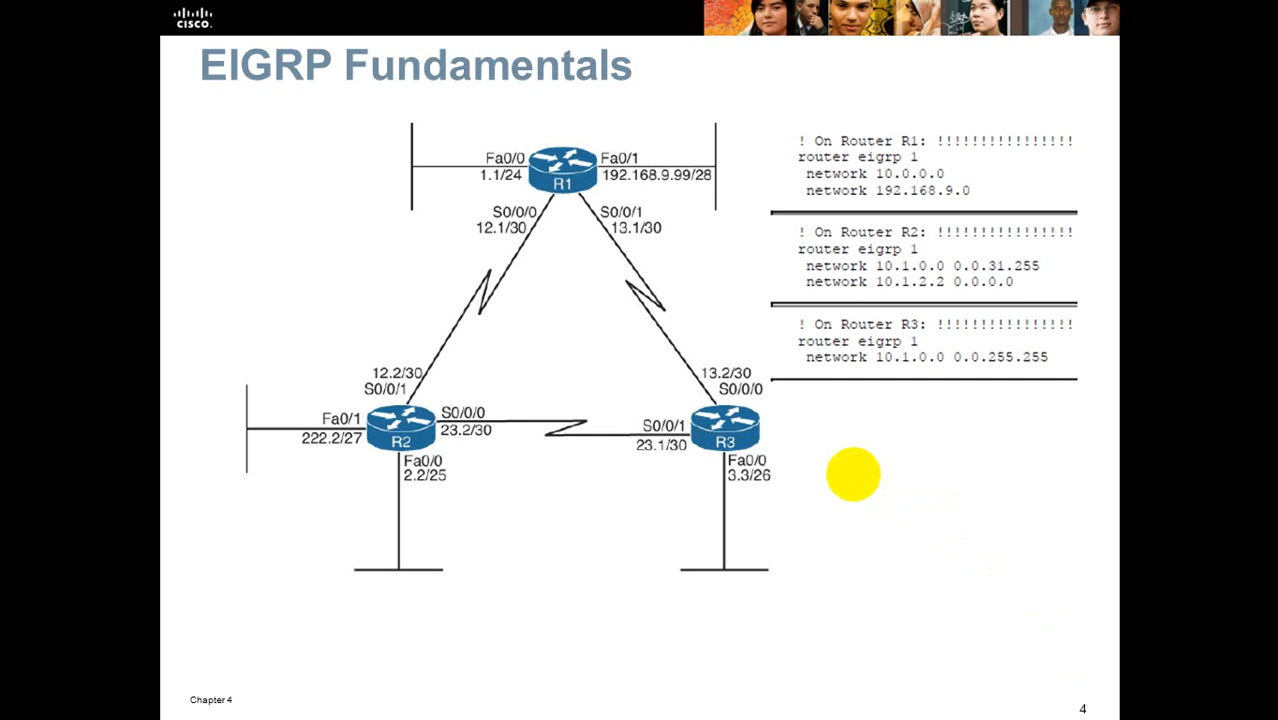 CISCO.
EIGRP Fundamentals
Fa0/0
1.1/24
R1
Fa0/1
192.168.9.99/28
S0/0/0
12.1/30
S0/0/1
13.1/30
! On Router R1: !!!!!!!!!!!!!!!!
router eigrp 1
network 10.0.0.0
network 192.168.9.0
! On Router R2: !!!!!!!!!!!!!!!!
router eigrp 1
network 10.1.0.0 0.0.31.255
network 10.1.2.2 0.0.0.0
! On Router R3: !!!!!!!!!!!!!!!!
router eigrp 1
network 10.1.0.0 0.0.255.255
12.2/30
S0/0/1
13.2/30
S0/0/0
Fa0/1
222.2/27
R2
S0/0/0
23.2/30
S0/0/1
23.1/30
R3
Fa0/0
2.2/25
Fa0/0
3.3/26
Chapter 4
4